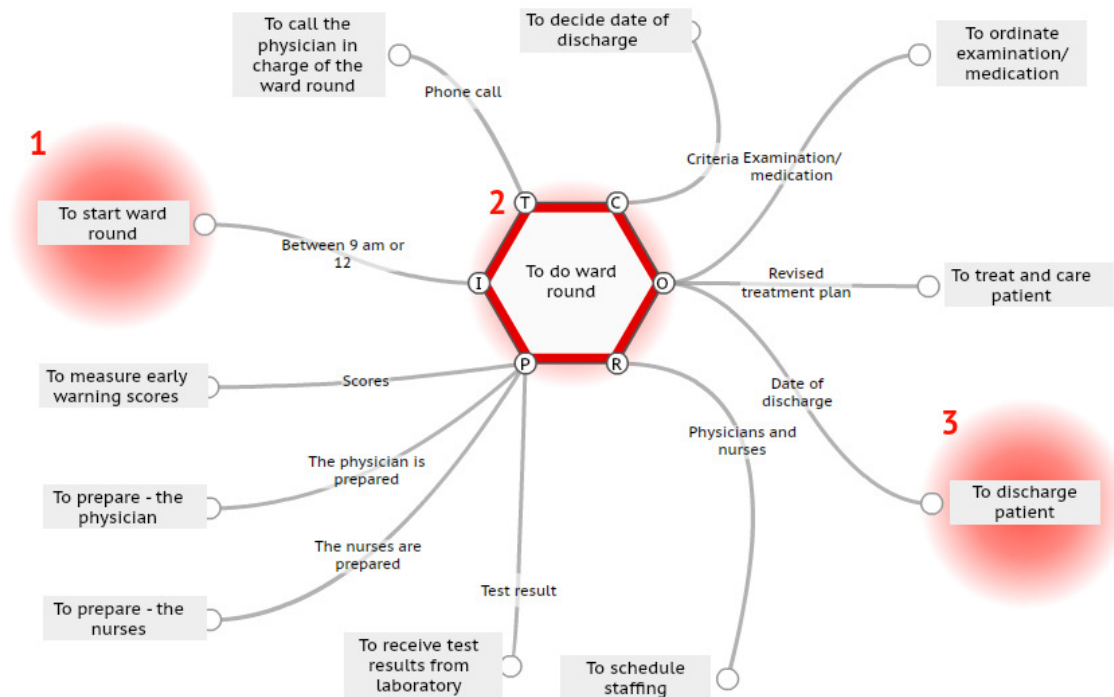 To call the
physician in
charge of the
ward round
To decide date of
discharge
To ordinate
examination/
medication
Phone call
1
Criteria
Examination/
medication
2
T
C
To start ward
round
Between 9 am or
12
I
To do ward
round
O
Revised
treatment plan
To treat and care
patient
P
R
To measure early
warning scores
Scores
Date of
discharge
Physicians and
nurses
3
The physician is
prepared
To prepare - the
physician
To discharge
patient
The nurses are
prepared
To prepare - the
nurses
Test result
To receive test
results from
laboratory
To schedule
staffing